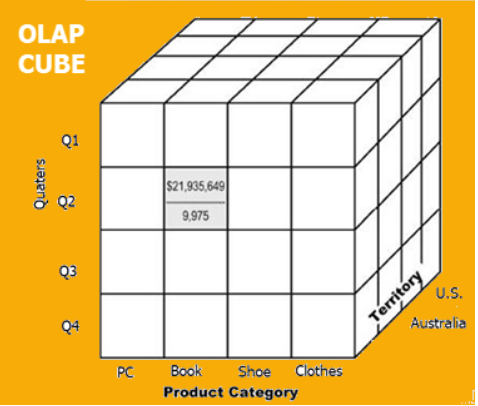 OLAP
CUBE
Q1
Quaters
Q2
$21,935,649
9,975
Q3
Q4
Territory
U.S.
Australia
PC Book Shoe Clothes
Product Category